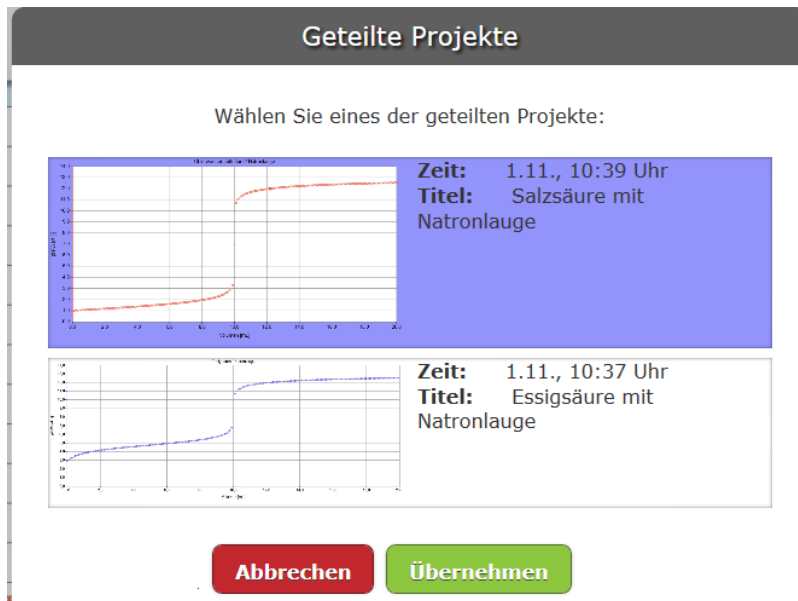 Geteilte Projekte
Wählen Sie eines der geteilten Projekte:
Zeit: 1.11., 10:39 Uhr
Titel: Salzsäure mit
Natronlauge
Zeit: 1.11., 10:37 Uhr
Titel: Essigsäure mit
Natronlauge
Abbrechen
Übernehmen